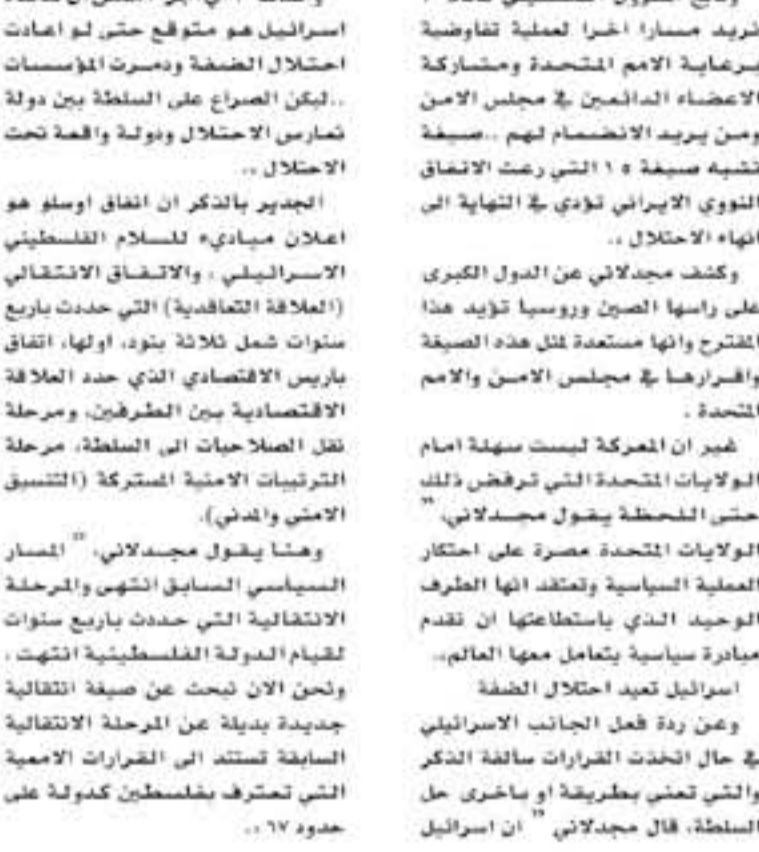 نريد مسارا اخرا لعملية تفاوضية
برعاية الامم المتحدة ومشاركة
الاعضاء الدائمين في مجلس الامن
ومن يريد الانضمام لهم ..صيغة
تشبه صيغة ٥ ١ التي رعت الاتفاق
النووي الايراني تؤدي في النهاية الى
انهاء الاحتلال ..
وكشف مجدلاني عن الدول الكبرى
على راسها الصين وروسيا تؤيد هذا
المقترح وانها مستعدة لمثل هذه الصيغة
واقرارها في مجلس الامن والامم
المتحدة .
غير ان المعركة ليست سهلة امام
الولايات المتحدة التي ترفض ذلك
حتى اللحظة يقول مجدلاني، "
الولايات المتحدة مصرة على احتكار
العملية السياسية وتعتقد انها الطرف
الوحيد الذي باستطاعتها ان تقدم
مبادرة سياسية يتعامل معها العالم..
اسرائيل تعيد احتلال الضفة
وعن ردة فعل الجانب الاسرائيلي
في حال اتخذت القرارات سالفة الذكر
والتي تعني بطريقة او باخرى حل
السلطة، قال مجدلاني " ان اسرائيل
اسرائيل هو متوقع حتى لو اعادت
احتلال الضفة ودمرت المؤسسات
..ليكن الصراع على السلطة بين دولة
تمارس الاحتلال ودولة واقعة تحت
الاحتلال ..
الجدير بالذكر ان اتفاق اوسلو هو
اعلان مباديء للسلام الفلسطيني
الاسرائيلي ، والاتفاق الانتقالي
(العلاقة التعاقدية) التي حددت باربع
سنوات شمل ثلاثة بنود، اولها، اتفاق
باريس الاقتصادي الذي حدد العلاقة
الاقتصادية بين الطرفين، ومرحلة
نقل الصلاحيات الى السلطة، مرحلة
الترتيبات الامنية المستركة (التنسيق
الامني والمدني).
وهنا يقول مجدلاني، " المسار
السياسي السابق انتهى والمرحلة
الانتقالية التي حددت باربع سنوات
لقيام الدولة الفلسطينية انتهت ،
ونحن الان نبحث عن صيغة انتقالية
جديدة بديلة عن المرحلة الانتقالية
السابقة تستند الى القرارات الاممية
التي تعترف بفلسطين كدولة على
حدود ٦٧ ..